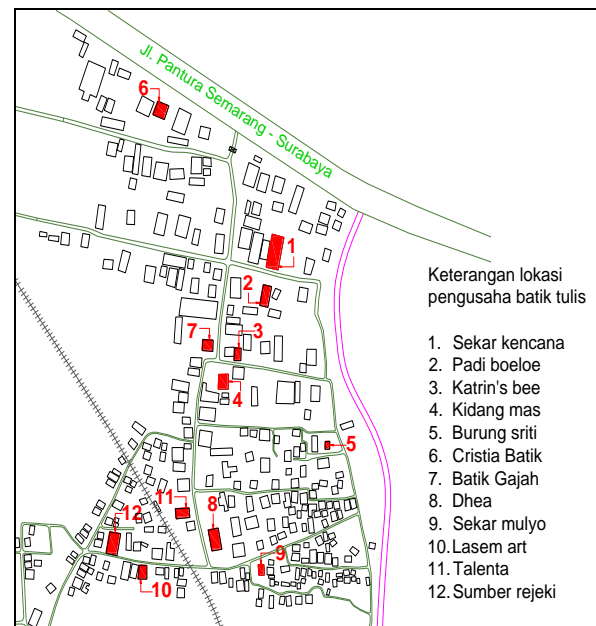 Jl. Pantura Semarang - Surabaya
6
1
2
3
7
4
5
11
8
12
9
10
Keterangan lokasi
pengusaha batik tulis
1. Sekar kencana
2. Padi boeloe
3. Katrin's bee
4. Kidang mas
5. Burung sriti
6. Cristia Batik
7. Batik Gajah
8. Dhea
9. Sekar mulyo
10. Lasem art
11. Talenta
12. Sumber rejeki